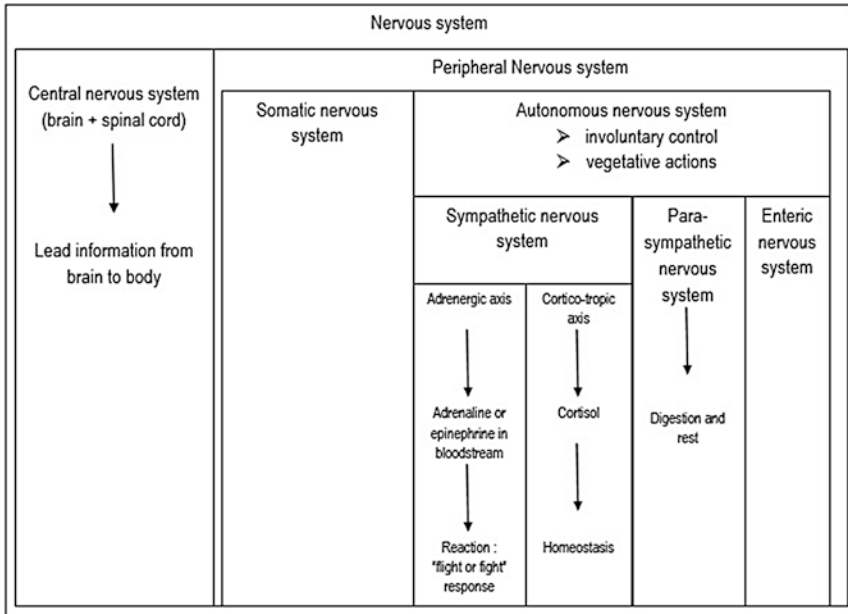 Nervous system
Central nervous system
(brain + spinal cord)
Lead information from
brain to body
Peripheral Nervous system
Somatic nervous
system
Autonomous nervous system
➢ involuntary control
➢ vegetative actions
Sympathetic nervous
system
Adrenergic axis
Adrenaline or
epinephrine in
bloodstream
Reaction :
"flight or fight"
response
Cortico-tropic
axis
Cortisol
Homeostasis
Para-
sympathetic
nervous
system
Digestion and
rest
Enteric
nervous
system